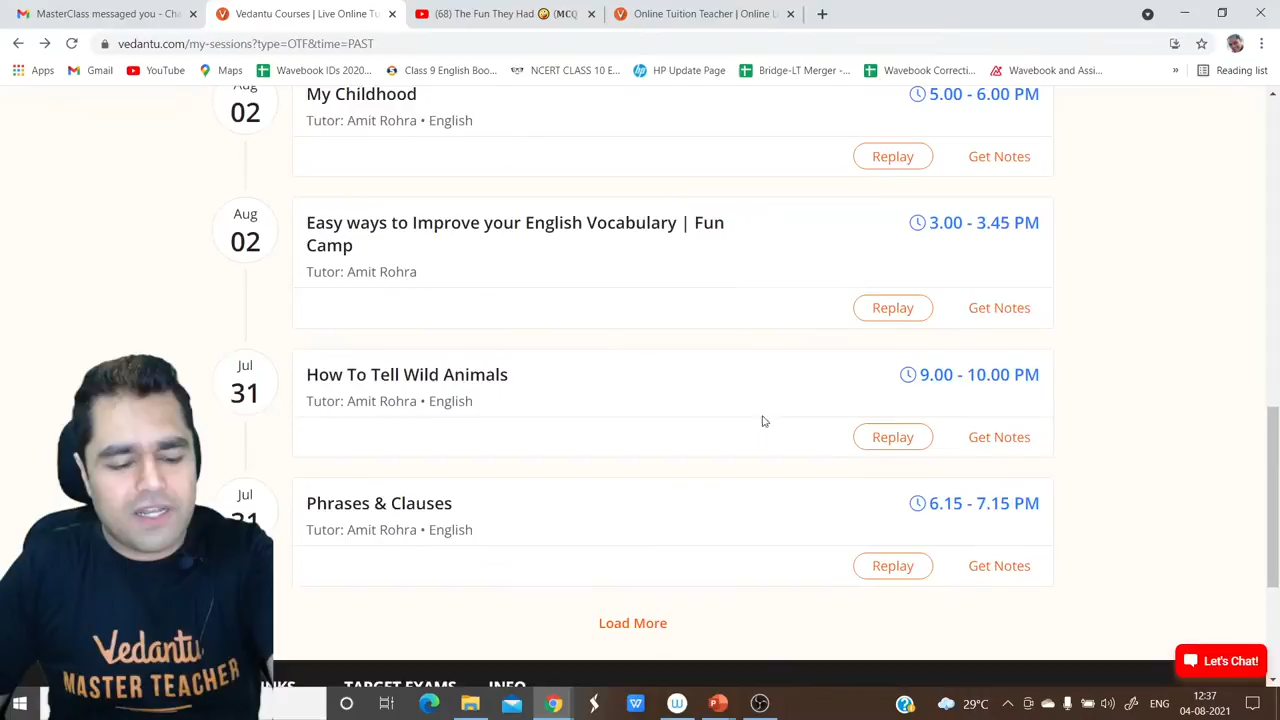 MasterClass messaged you - Cha
Vedantu Courses | Live Online Tu
(68) The Fun They Had 🤣 (MCQ
Online Tuition Teacher | Online L
vedantu.com/my-sessions?type=OTF&time=PAST
Apps
Gmail
YouTube
Maps
Wavebook IDs 2020...
Class 9 English Boo...
NCERT CLASS 10 E...
HP Update Page
Bridge-LT Merger -...
Wavebook Correcti...
Wavebook and Assi...
»
Reading list
Aug
02
My Childhood
5.00 - 6.00 PM
Tutor: Amit Rohra • English
Replay
Get Notes
Aug
02
Easy ways to Improve your English Vocabulary | Fun
Camp
3.00 - 3.45 PM
Tutor: Amit Rohra
Replay
Get Notes
Jul
31
How To Tell Wild Animals
9.00 - 10.00 PM
Tutor: Amit Rohra • English
Replay
Get Notes
Jul
31
Phrases & Clauses
6.15 - 7.15 PM
Tutor: Amit Rohra • English
Replay
Get Notes
Load More
Let's Chat!
TARGET EXAMS
INFO
Vedantu
MASTER TEACHER
29°C
ENG
12:37
04-08-2021